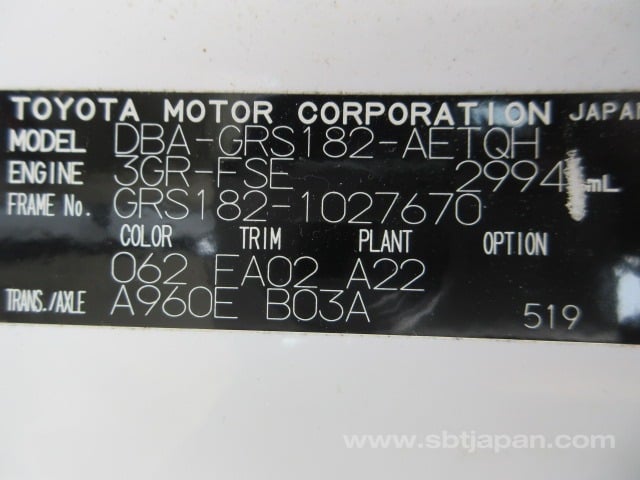 TOYOTA MOTOR CORPORATION JAPAN
MODEL DBA-GRS182-AETQH
ENGINE 3GR-FSE 2994 mL
FRAME No. GRS182-1027670
COLOR TRIM PLANT OPTION
062 FA02 A22
TRANS./AXLE A960E B03A 519
www.sbtjapan.com